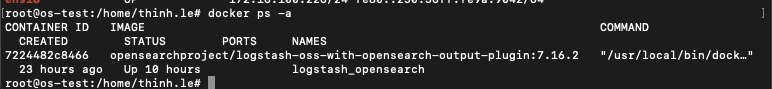 [root@os-test:/home/thinh.le# docker ps -a ]
CONTAINER ID IMAGE COMMAND
CREATED STATUS PORTS NAMES
7224482c8466 opensearchproject/logstash-oss-with-opensearch-output-plugin:7.16.2 "/usr/local/bin/dock…"
23 hours ago Up 10 hours logstash_opensearch
root@os-test:/home/thinh.le#